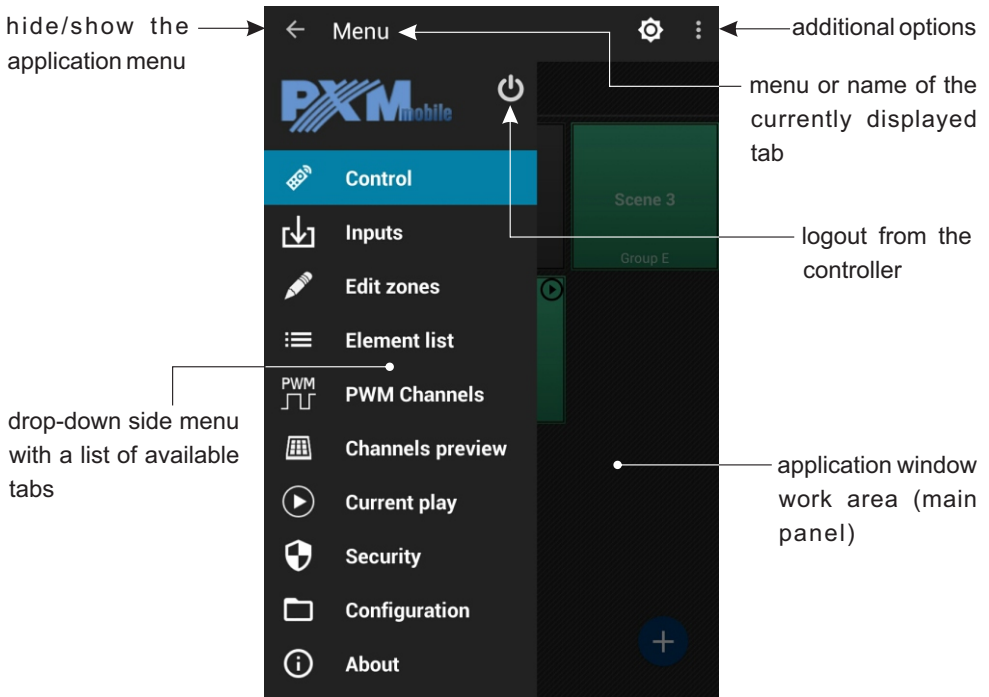 hide/show the
application menu
Menu
additional options
menu or name of the
currently displayed
tab
PXM mobile
Control
Scene 3
Group E
logout from the
controller
Inputs
Edit zones
Element list
PWM
PWM Channels
drop-down side menu
with a list of available
tabs
Channels preview
application window
work area (main
panel)
Current play
Security
Configuration
About